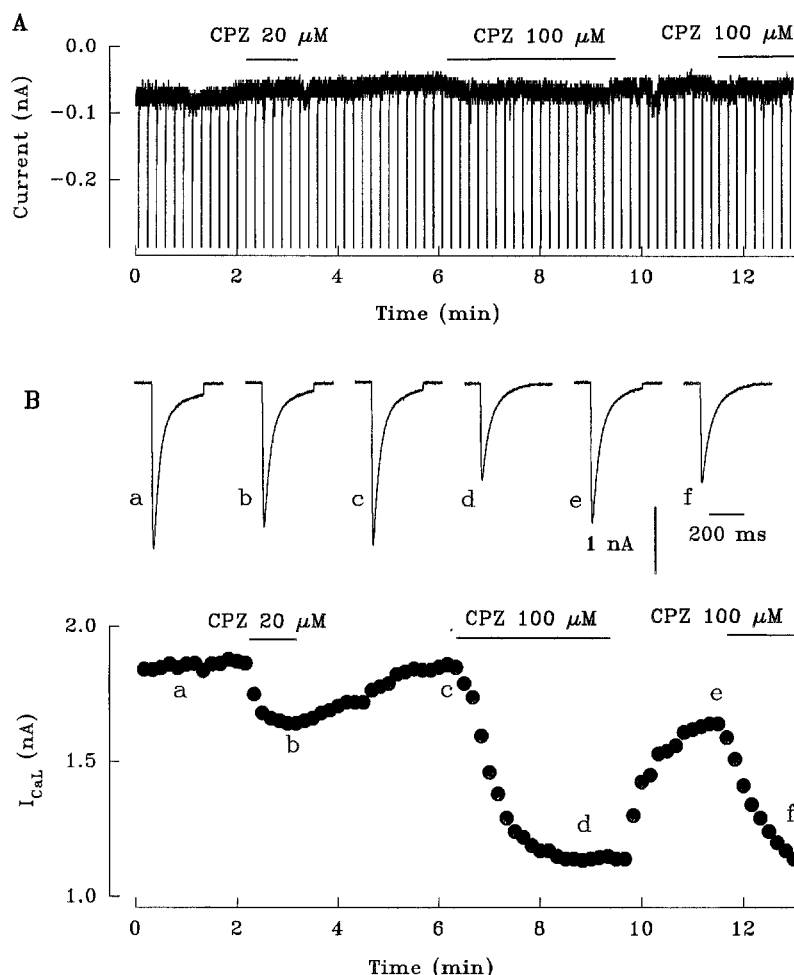 A
CPZ 20 μM
CPZ 100 μM
CPZ 100 μM
0.0
−0.1
−0.2
Current (nA)
0 2 4 6 8 10 12
Time (min)
B
a b c d e f
1 nA
200 ms
CPZ 20 μM
CPZ 100 μM
CPZ 100 μM
2.0
1.5
1.0
I_CaL (nA)
a b c d e f
0 2 4 6 8 10 12
Time (min)